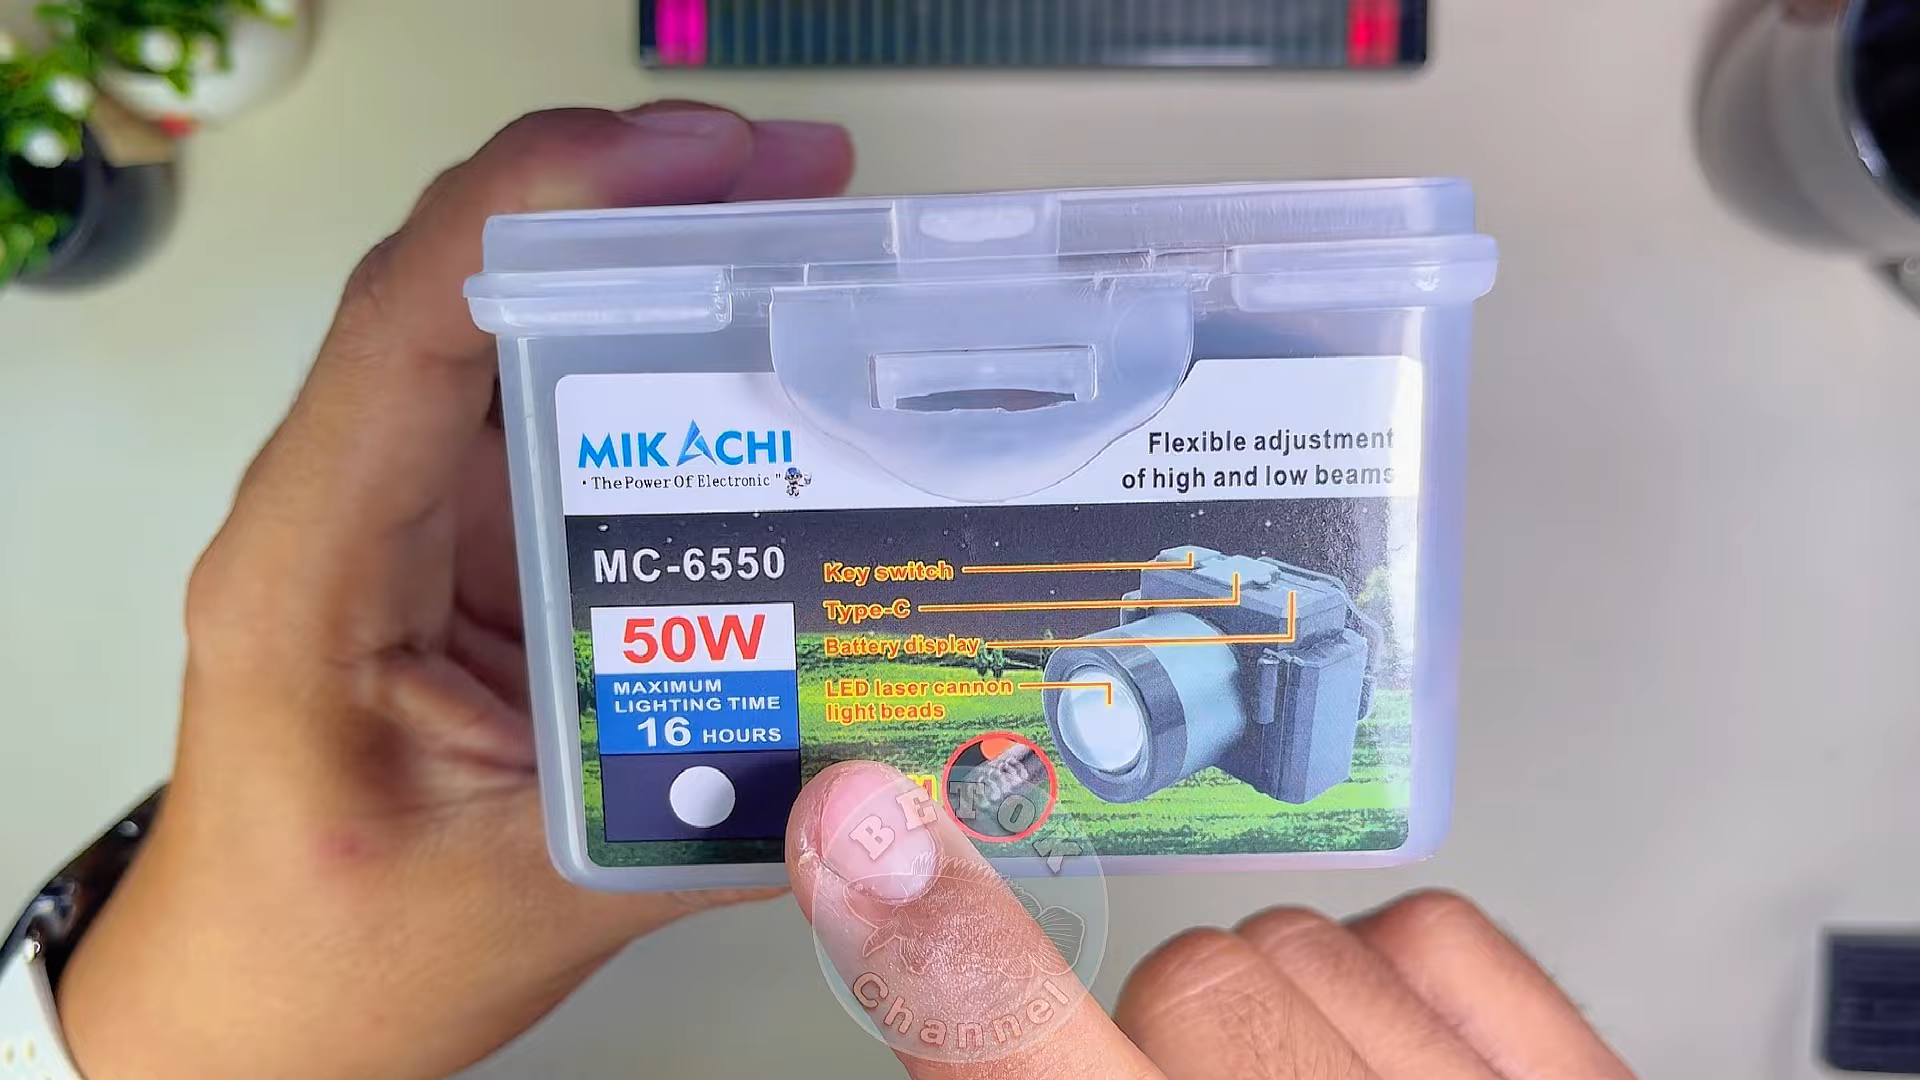 MIKACHI
"The Power Of Electronic"
Flexible adjustment
of high and low beams
MC-6550
50W
MAXIMUM
LIGHTING TIME
16 HOURS
Key switch
Type-C
Battery display
LED laser cannon
light beads
BETOX
Channel